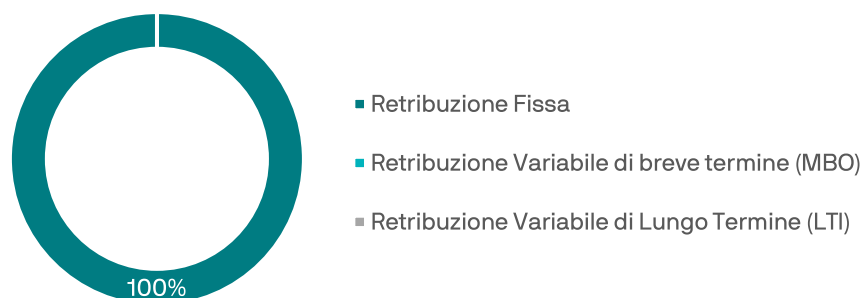 Retribuzione Fissa
Retribuzione Variabile di breve termine (MBO)
Retribuzione Variabile di Lungo Termine (LTI)
100%